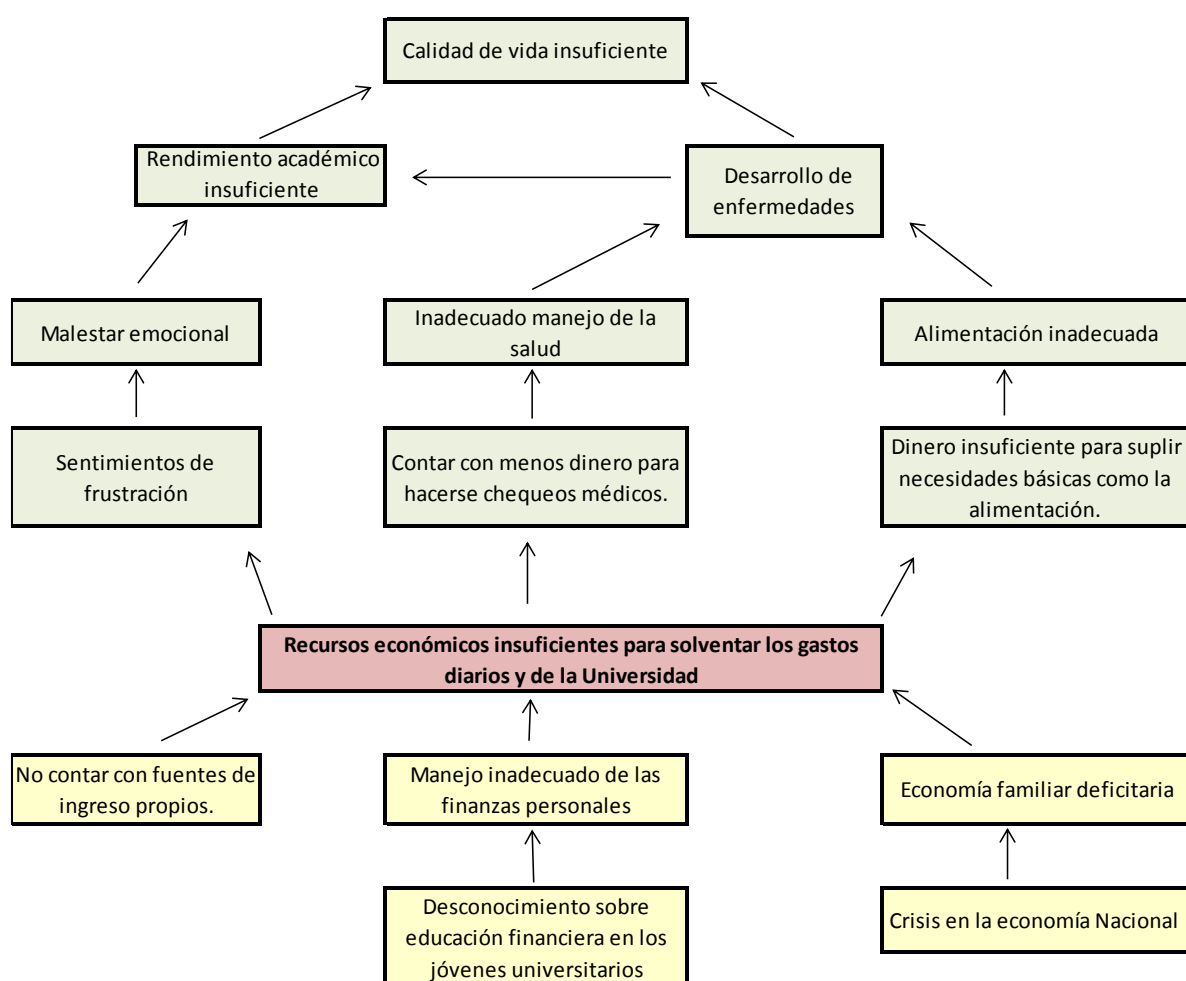 Calidad de vida insuficiente
Rendimiento académico
insuficiente
Desarrollo de
enfermedades
Malestar emocional
Inadecuado manejo de la
salud
Alimentación inadecuada
Sentimientos de
frustración
Contar con menos dinero para
hacerse chequeos médicos.
Dinero insuficiente para suplir
necesidades básicas como la
alimentación.
Recursos económicos insuficientes para solventar los gastos
diarios y de la Universidad
No contar con fuentes de
ingreso propios.
Manejo inadecuado de las
finanzas personales
Economía familiar deficitaria
Desconocimiento sobre
educación financiera en los
jóvenes universitarios
Crisis en la economía Nacional